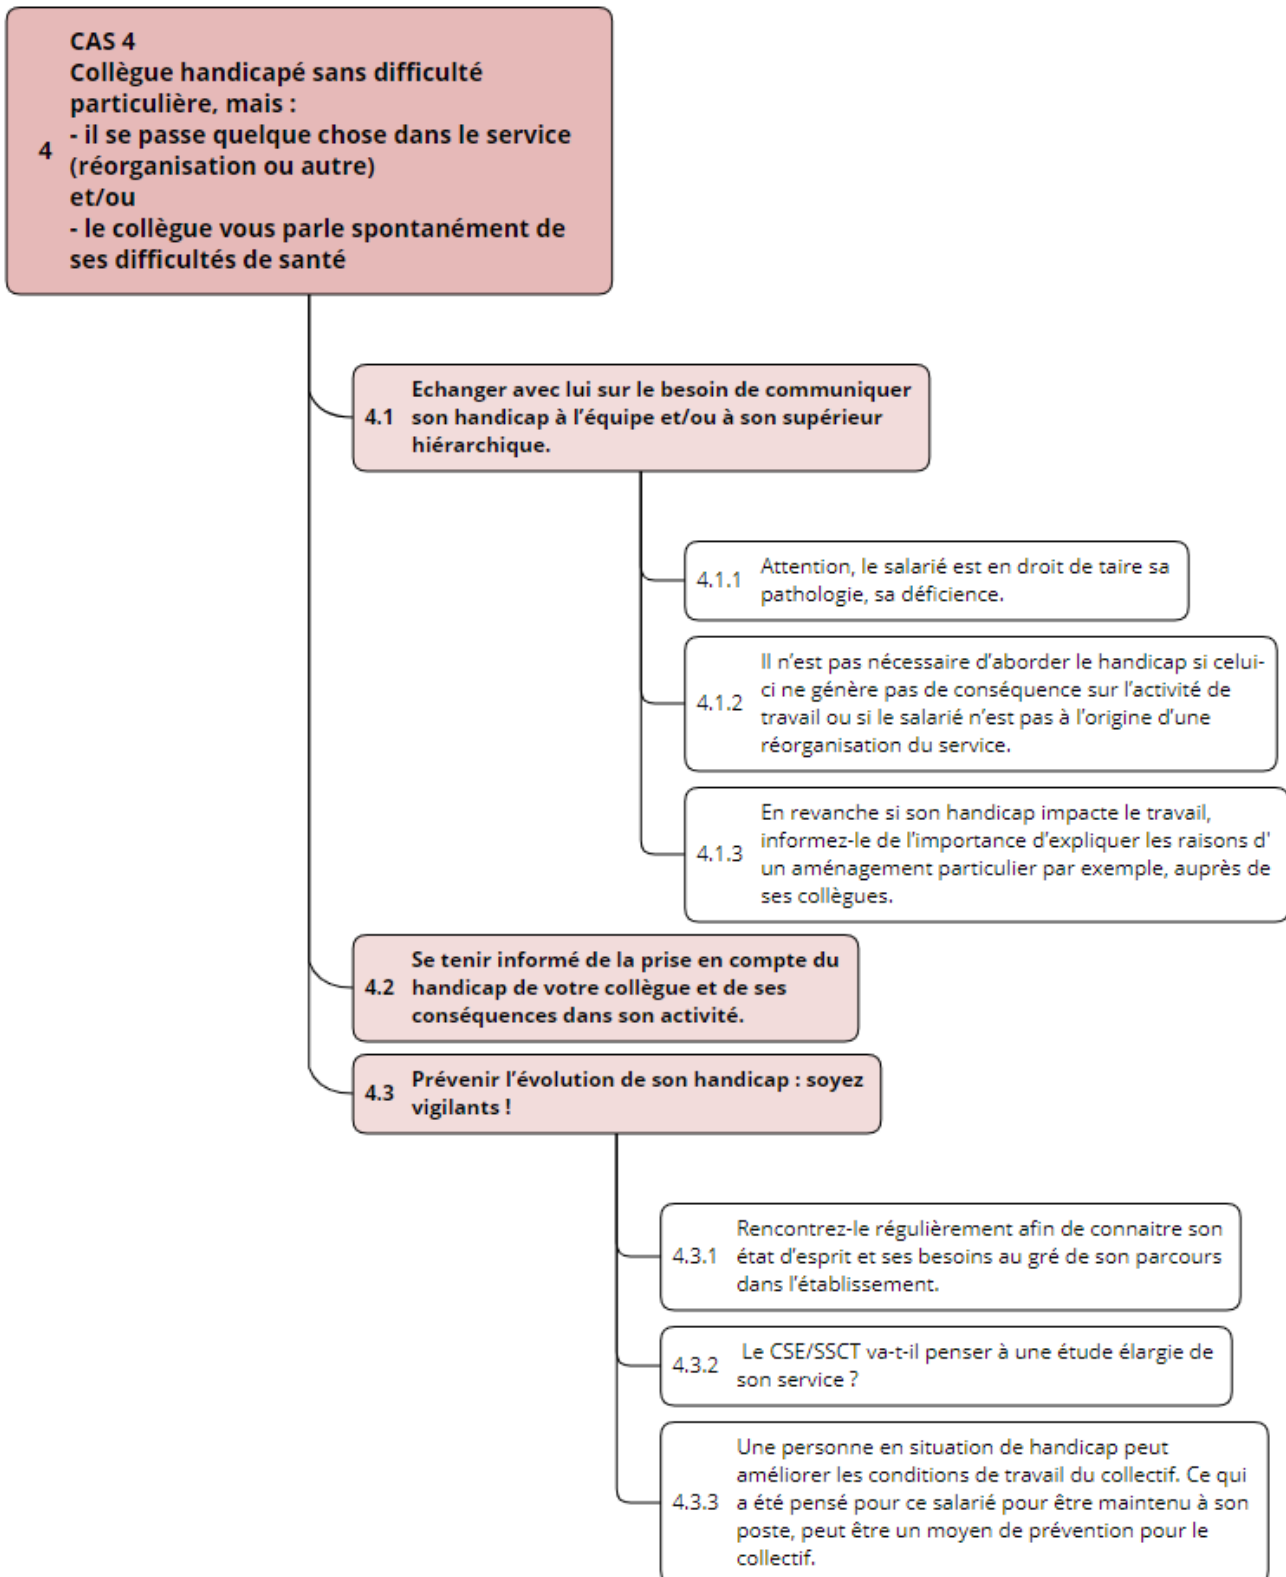 CAS 4
Collègue handicapé sans difficulté
particulière, mais :
- il se passe quelque chose dans le service
4
(réorganisation ou autre)
et/ou
- le collègue vous parle spontanément de
ses difficultés de santé
Echanger avec lui sur le besoin de communiquer
4.1 son handicap à l’équipe et/ou à son supérieur
hiérarchique.
4.1.1 Attention, le salarié est en droit de taire sa
pathologie, sa déficience.
Il n’est pas nécessaire d’aborder le handicap si celui-
ci ne génère pas de conséquence sur l’activité de
4.1.2
travail ou si le salarié n’est pas à l’origine d’une
réorganisation du service.
En revanche si son handicap impacte le travail,
informez-le de l’importance d’expliquer les raisons d'
4.1.3
un aménagement particulier par exemple, auprès de
ses collègues.
Se tenir informé de la prise en compte du
4.2 handicap de votre collègue et de ses
conséquences dans son activité.
4.3 Prévenir l’évolution de son handicap : soyez
vigilants !
Rencontrez-le régulièrement afin de connaitre son
4.3.1 état d’esprit et ses besoins au gré de son parcours
dans l’établissement.
4.3.2 Le CSE/SSCT va-t-il penser à une étude élargie de
son service ?
Une personne en situation de handicap peut
améliorer les conditions de travail du collectif. Ce qui
4.3.3 a été pensé pour ce salarié pour être maintenu à son
poste, peut être un moyen de prévention pour le
collectif.